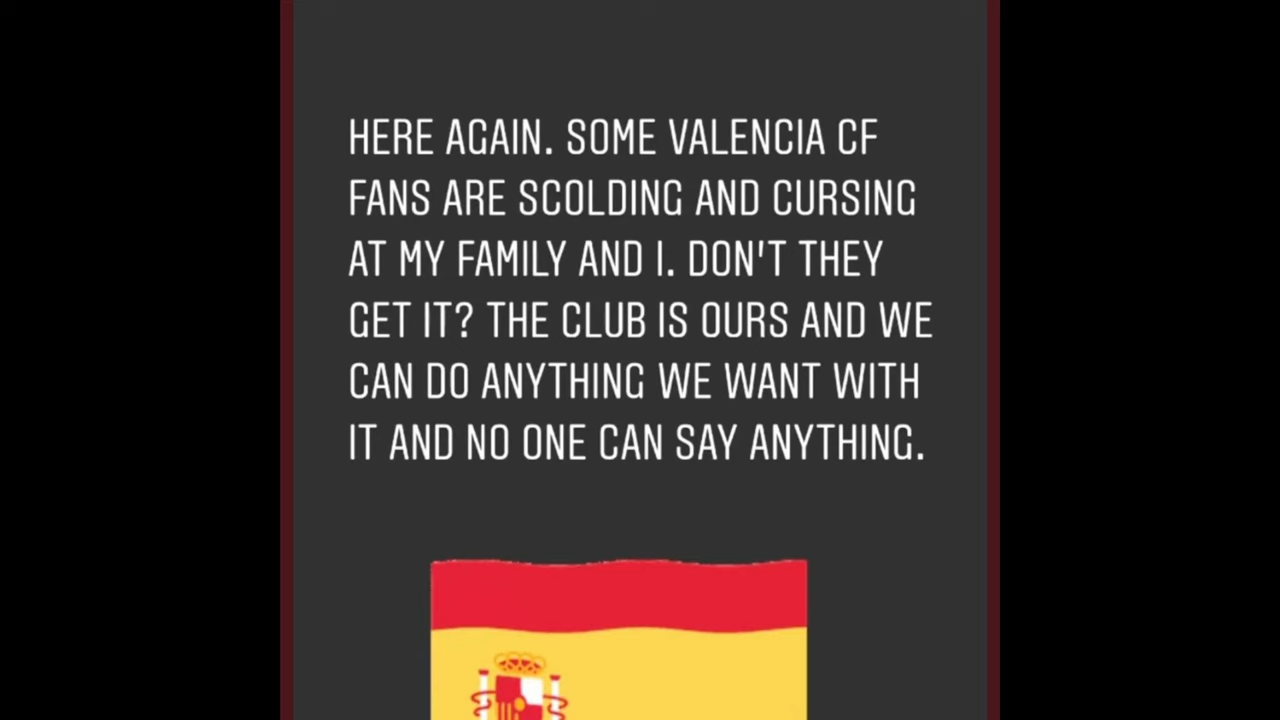 HERE AGAIN. SOME VALENCIA CF
FANS ARE SCOLDING AND CURSING
AT MY FAMILY AND I. DON'T THEY
GET IT? THE CLUB IS OURS AND WE
CAN DO ANYTHING WE WANT WITH
IT AND NO ONE CAN SAY ANYTHING.